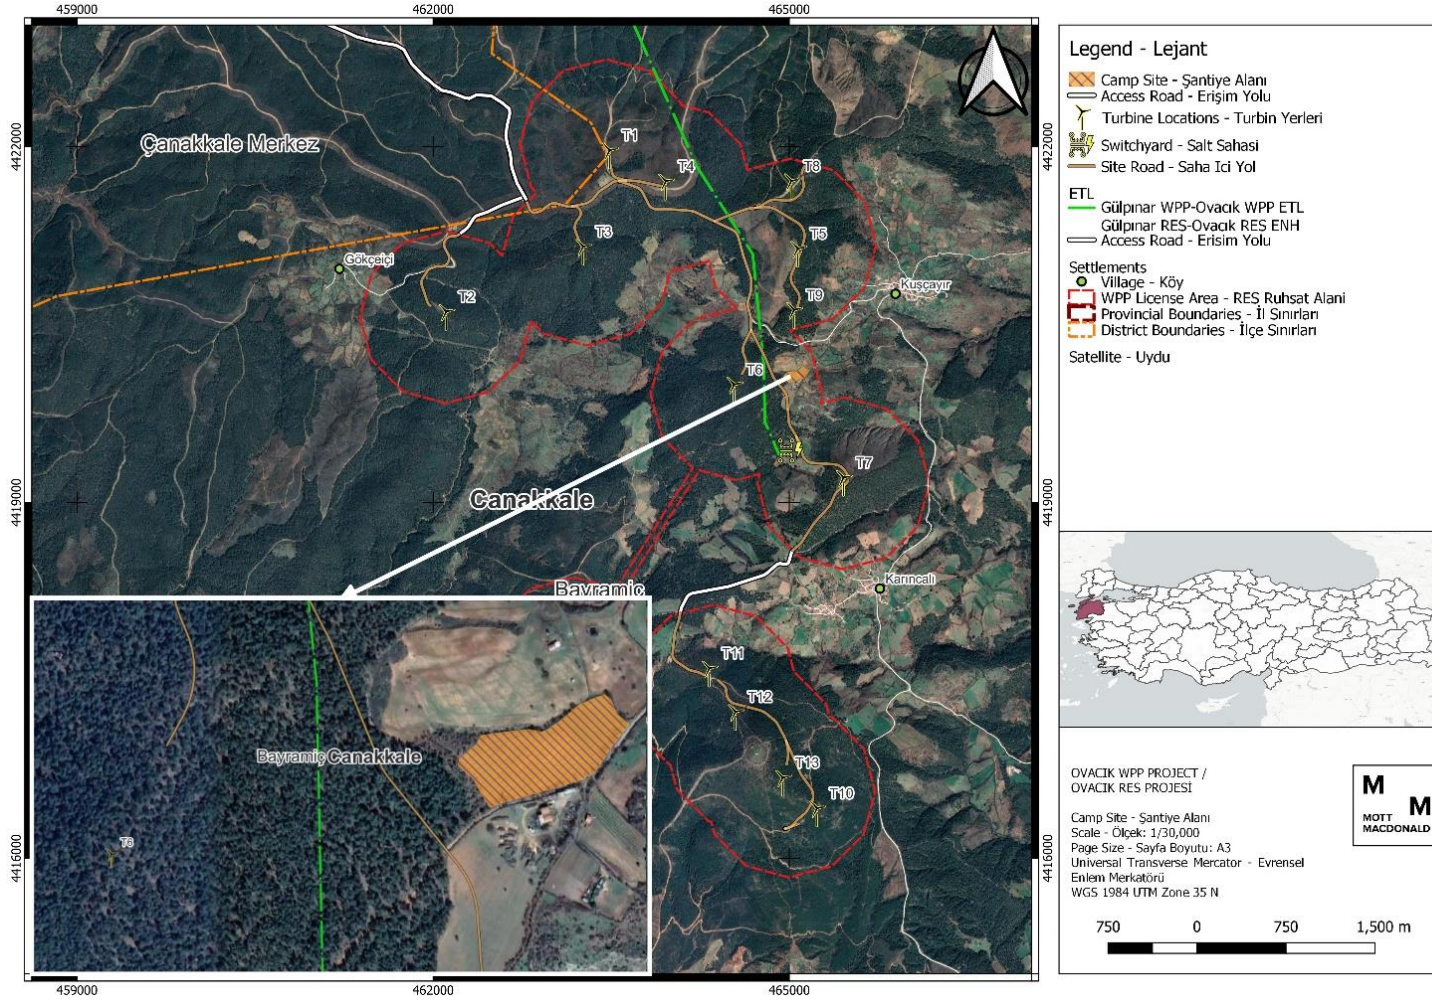 459000
462000
465000
4422000
4419000
4416000
4422000
4419000
4416000
459000
462000
465000
Çanakkale Merkez
T1
T4
T8
T3
T5
Gökçeiçi
T2
T9
Kuşçayır
T6
T7
Canakkale
Bayramiç
Karıncalı
T11
T12
T13
T10
Bayramiç
Canakkale
T6
Legend - Lejant
Camp Site - Şantiye Alanı
Access Road - Erişim Yolu
Turbine Locations - Turbin Yerleri
Switchyard - Salt Sahasi
Site Road - Saha Ici Yol
ETL
Gülpınar WPP-Ovacık WPP ETL
Gülpınar RES-Ovacık RES ENH
Access Road - Erisim Yolu
Settlements
Village - Köy
WPP License Area - RES Ruhsat Alani
Provincial Boundaries - İl Sınırları
District Boundaries - İlçe Sınırları
Satellite - Uydu
OVACIK WPP PROJECT /
OVACIK RES PROJESİ
Camp Site - Şantiye Alanı
Scale - Ölçek: 1/30,000
Page Size - Sayfa Boyutu: A3
Universal Transverse Mercator - Evrensel
Enlem Merkatörü
WGS 1984 UTM Zone 35 N
M
M
MOTT
MACDONALD
750
0
750
1,500 m